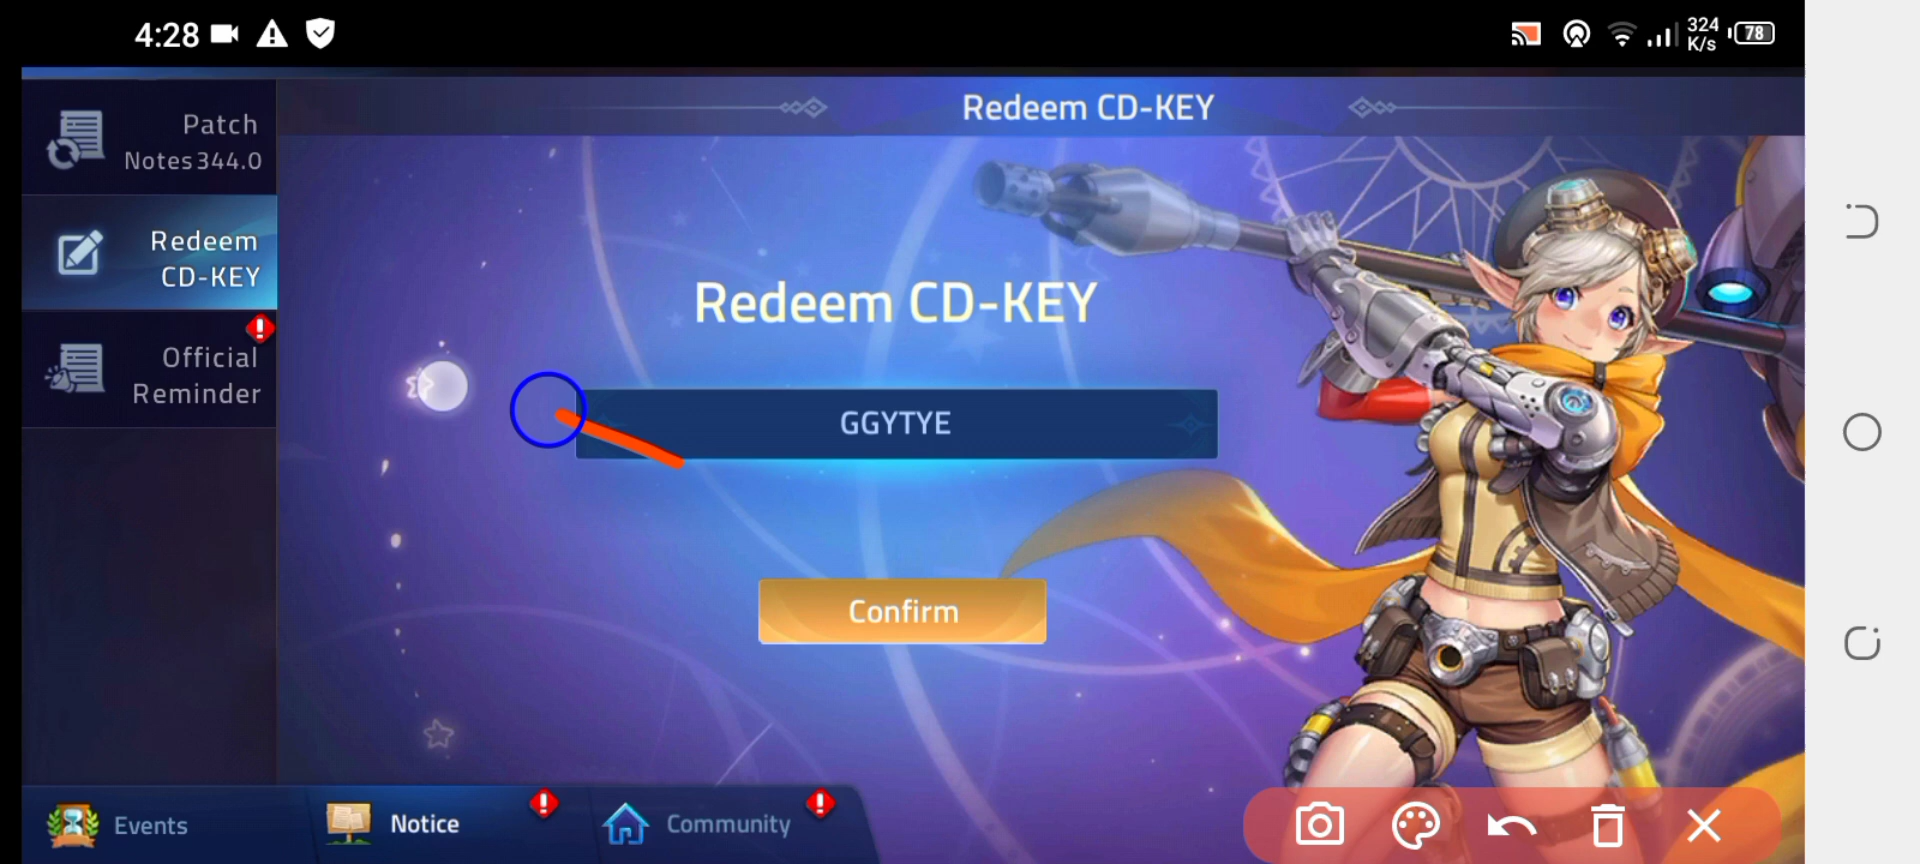 4:28
324
K/s
78
Patch
Notes 344.0
Redeem
CD-KEY
Official
Reminder
Redeem CD-KEY
Redeem CD-KEY
GGYTYE
Confirm
Events
Notice
Community